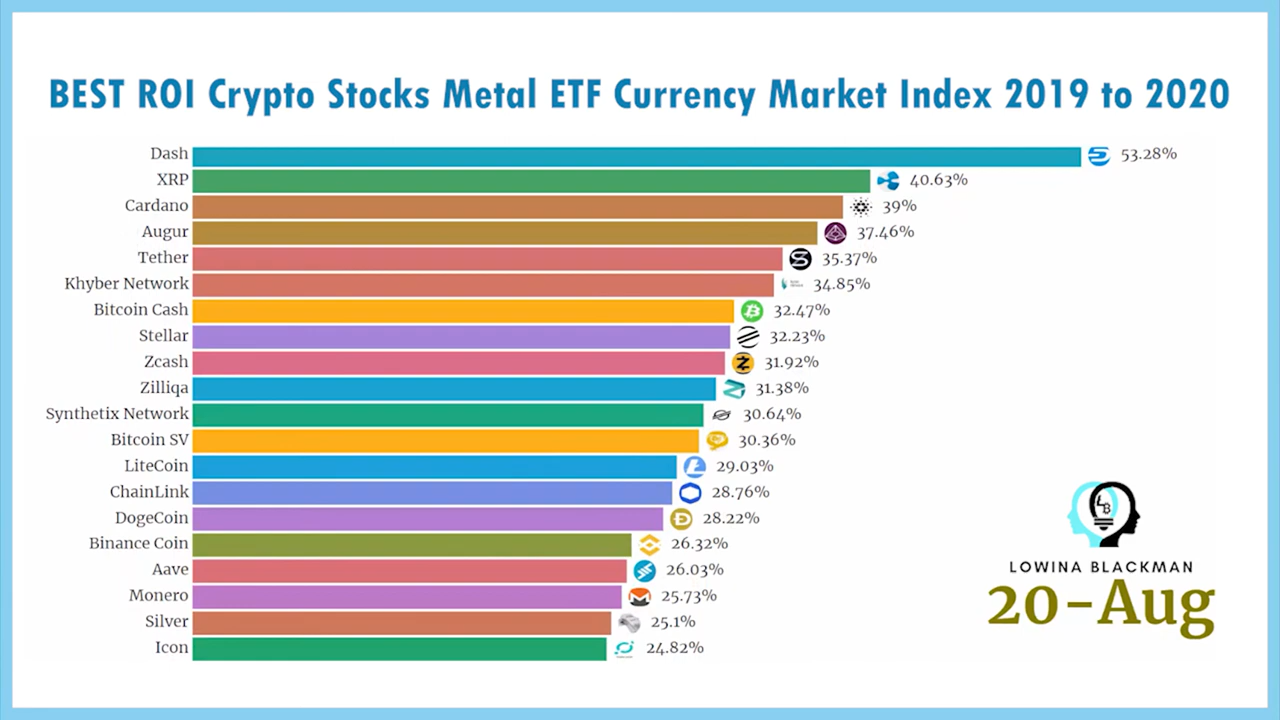 BEST ROI Crypto Stocks Metal ETF Currency Market Index 2019 to 2020
Dash 53.28%
XRP 40.63%
Cardano 39%
Augur 37.46%
Tether 35.37%
Khyber Network 34.85%
Bitcoin Cash 32.47%
Stellar 32.23%
Zcash 31.92%
Zilliqa 31.38%
Synthetix Network 30.64%
Bitcoin SV 30.36%
LiteCoin 29.03%
ChainLink 28.76%
DogeCoin 28.22%
Binance Coin 26.32%
Aave 26.03%
Monero 25.73%
Silver 25.1%
Icon 24.82%
LB
LOWINA BLACKMAN
20-Aug